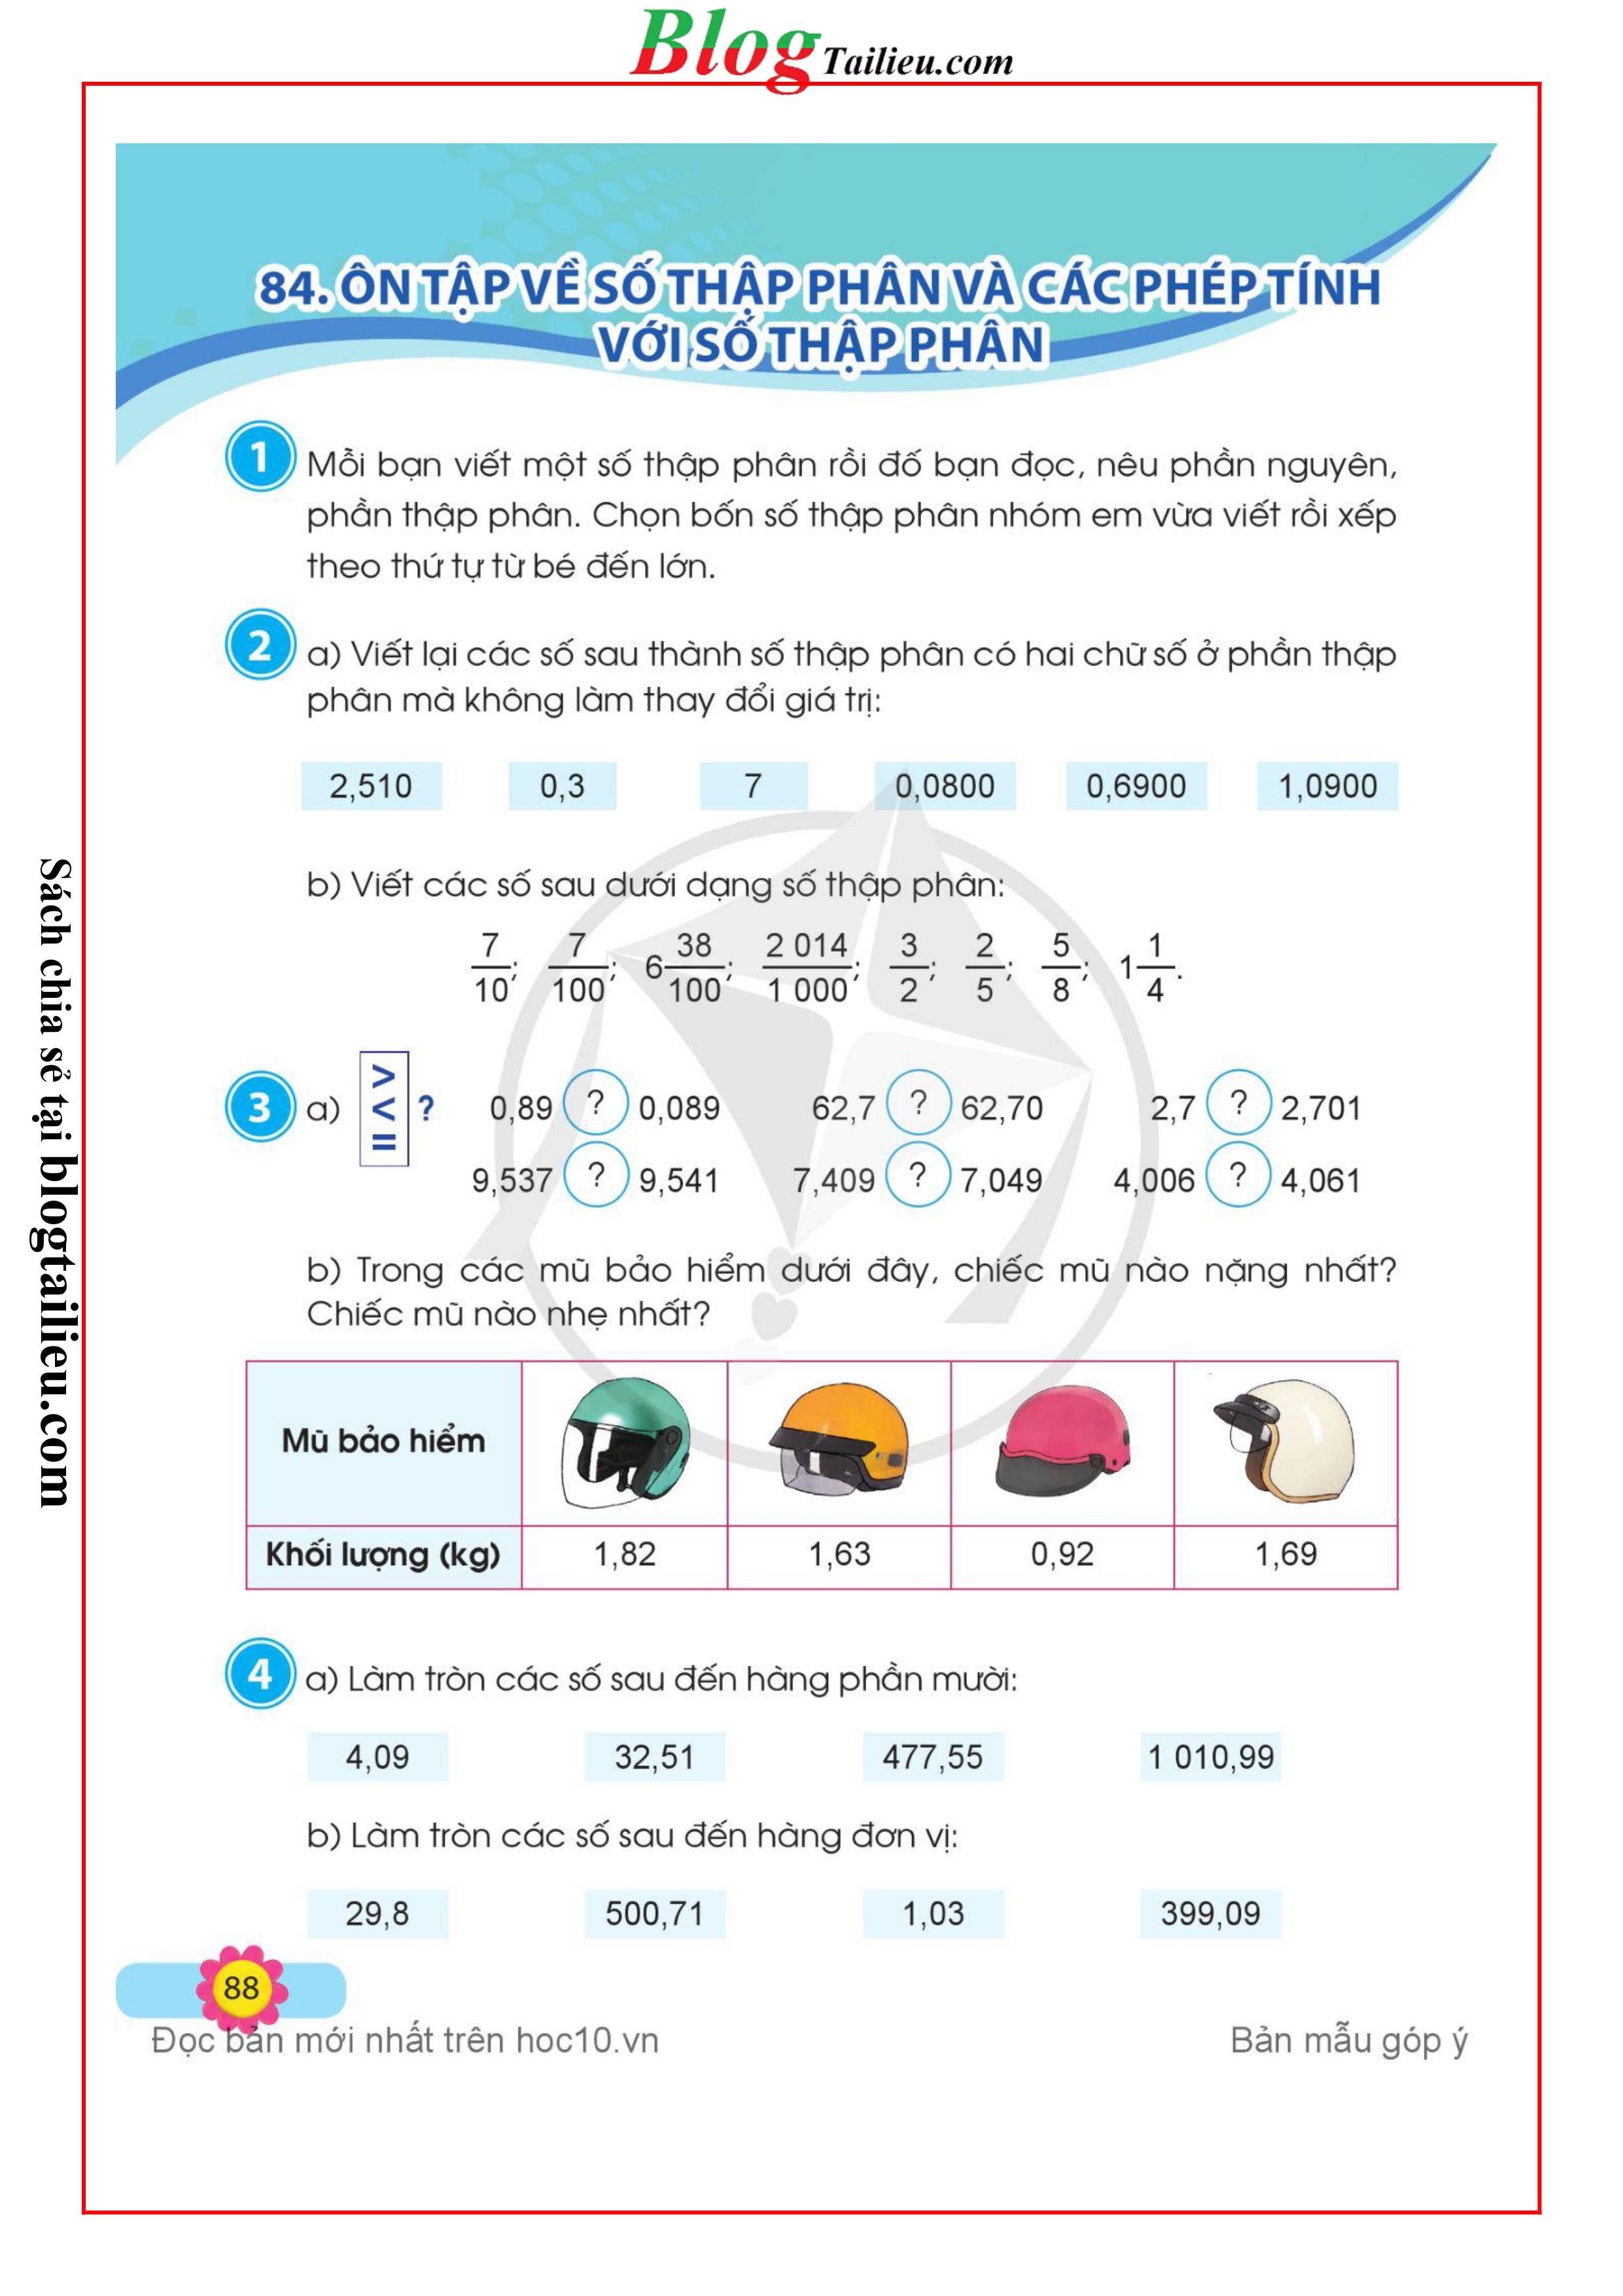 Blog Tailieu.com
84. ÔN TẬP VỀ SỐ THẬP PHÂN VÀ CÁC PHÉP TÍNH
VỚI SỐ THẬP PHÂN
1 Mỗi bạn viết một số thập phân rồi đố bạn đọc, nêu phần nguyên,
phần thập phân. Chọn bốn số thập phân nhóm em vừa viết rồi xếp
theo thứ tự từ bé đến lớn.
2 a) Viết lại các số sau thành số thập phân có hai chữ số ở phần thập
phân mà không làm thay đổi giá trị:
2,510 0,3 7 0,0800 0,6900 1,0900
b) Viết các số sau dưới dạng số thập phân:
7/10; 7/100; 6 38/100; 2 014/1 000; 3/2; 2/5; 5/8; 1 1/4.
3 a) > < = ? 0,89 ? 0,089 62,7 ? 62,70 2,7 ? 2,701
9,537 ? 9,541 7,409 ? 7,049 4,006 ? 4,061
b) Trong các mũ bảo hiểm dưới đây, chiếc mũ nào nặng nhất?
Chiếc mũ nào nhẹ nhất?
Mũ bảo hiểm
Khối lượng (kg) 1,82 1,63 0,92 1,69
4 a) Làm tròn các số sau đến hàng phần mười:
4,09 32,51 477,55 1 010,99
b) Làm tròn các số sau đến hàng đơn vị:
29,8 500,71 1,03 399,09
88
Đọc bản mới nhất trên hoc10.vn Bản mẫu góp ý
Sách chia sẻ tại blogtailieu.com